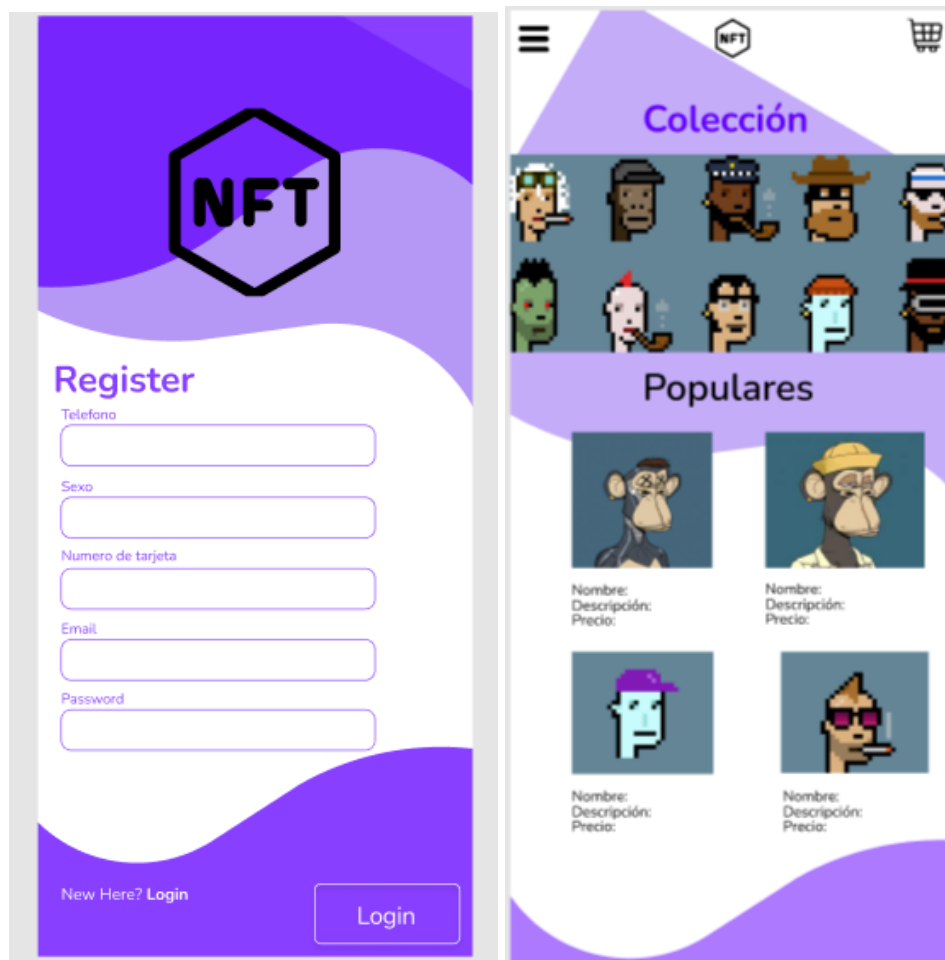 NFT
Register
Telefono
Sexo
Numero de tarjeta
Email
Password
New Here? Login
Login
NFT
Colección
Populares
Nombre:
Descripción:
Precio:
Nombre:
Descripción:
Precio:
Nombre:
Descripción:
Precio:
Nombre:
Descripción:
Precio: